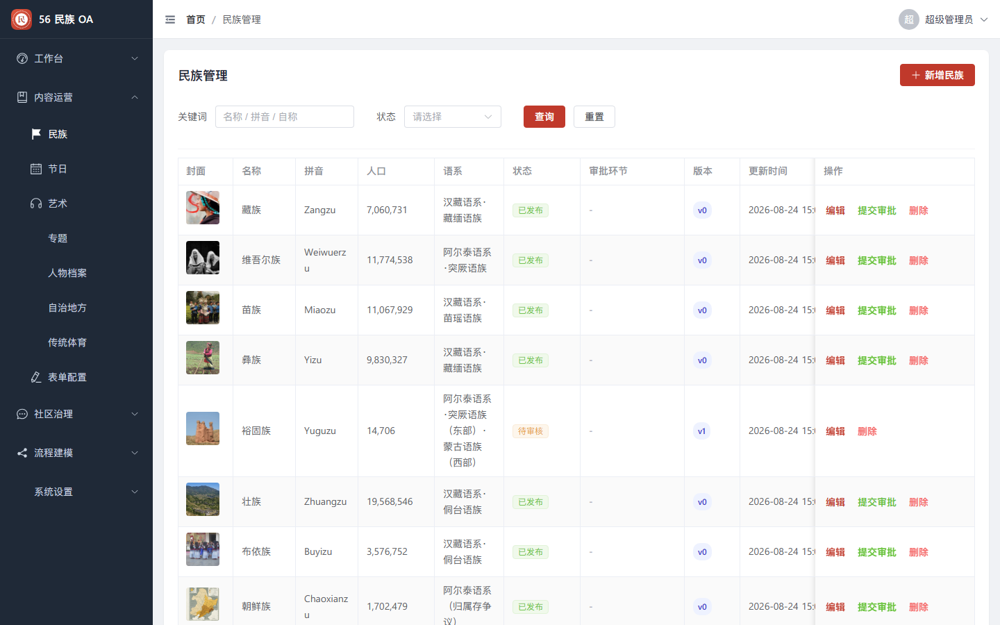 民 56 民族 OA
首页 / 民族管理
超 超级管理员
工作台
内容运营
民族
节日
艺术
专题
人物档案
自治地方
传统体育
表单配置
社区治理
流程建模
系统设置
民族管理
新增民族
关键词 名称 / 拼音 / 自称 状态 请选择 查询 重置
封面 名称 拼音 人口 语系 状态 审批环节 版本 更新时间 操作
藏族 Zangzu 7,060,731 汉藏语系·
藏缅语族 已发布 - v0 2026-08-24 15: 编辑 提交审批 删除
维吾尔族 Weiwuerz
u 11,774,538 阿尔泰语系
·突厥语族 已发布 - v0 2026-08-24 15: 编辑 提交审批 删除
苗族 Miaozu 11,067,929 汉藏语系·
苗瑶语族 已发布 - v0 2026-08-24 15: 编辑 提交审批 删除
彝族 Yizu 9,830,327 汉藏语系·
藏缅语族 已发布 - v0 2026-08-24 15: 编辑 提交审批 删除
裕固族 Yuguzu 14,706 阿尔泰语系
·突厥语族
（东部）·
蒙古语族
（西部） 待审核 - v1 2026-08-24 15: 编辑 删除
壮族 Zhuangzu 19,568,546 汉藏语系·
侗台语族 已发布 - v0 2026-08-24 15: 编辑 提交审批 删除
布依族 Buyizu 3,576,752 汉藏语系·
侗台语族 已发布 - v0 2026-08-24 15: 编辑 提交审批 删除
朝鲜族 Chaoxianz
u 1,702,479 阿尔泰语系
（归属存争
议） 已发布 - v0 2026-08-24 15: 编辑 提交审批 删除